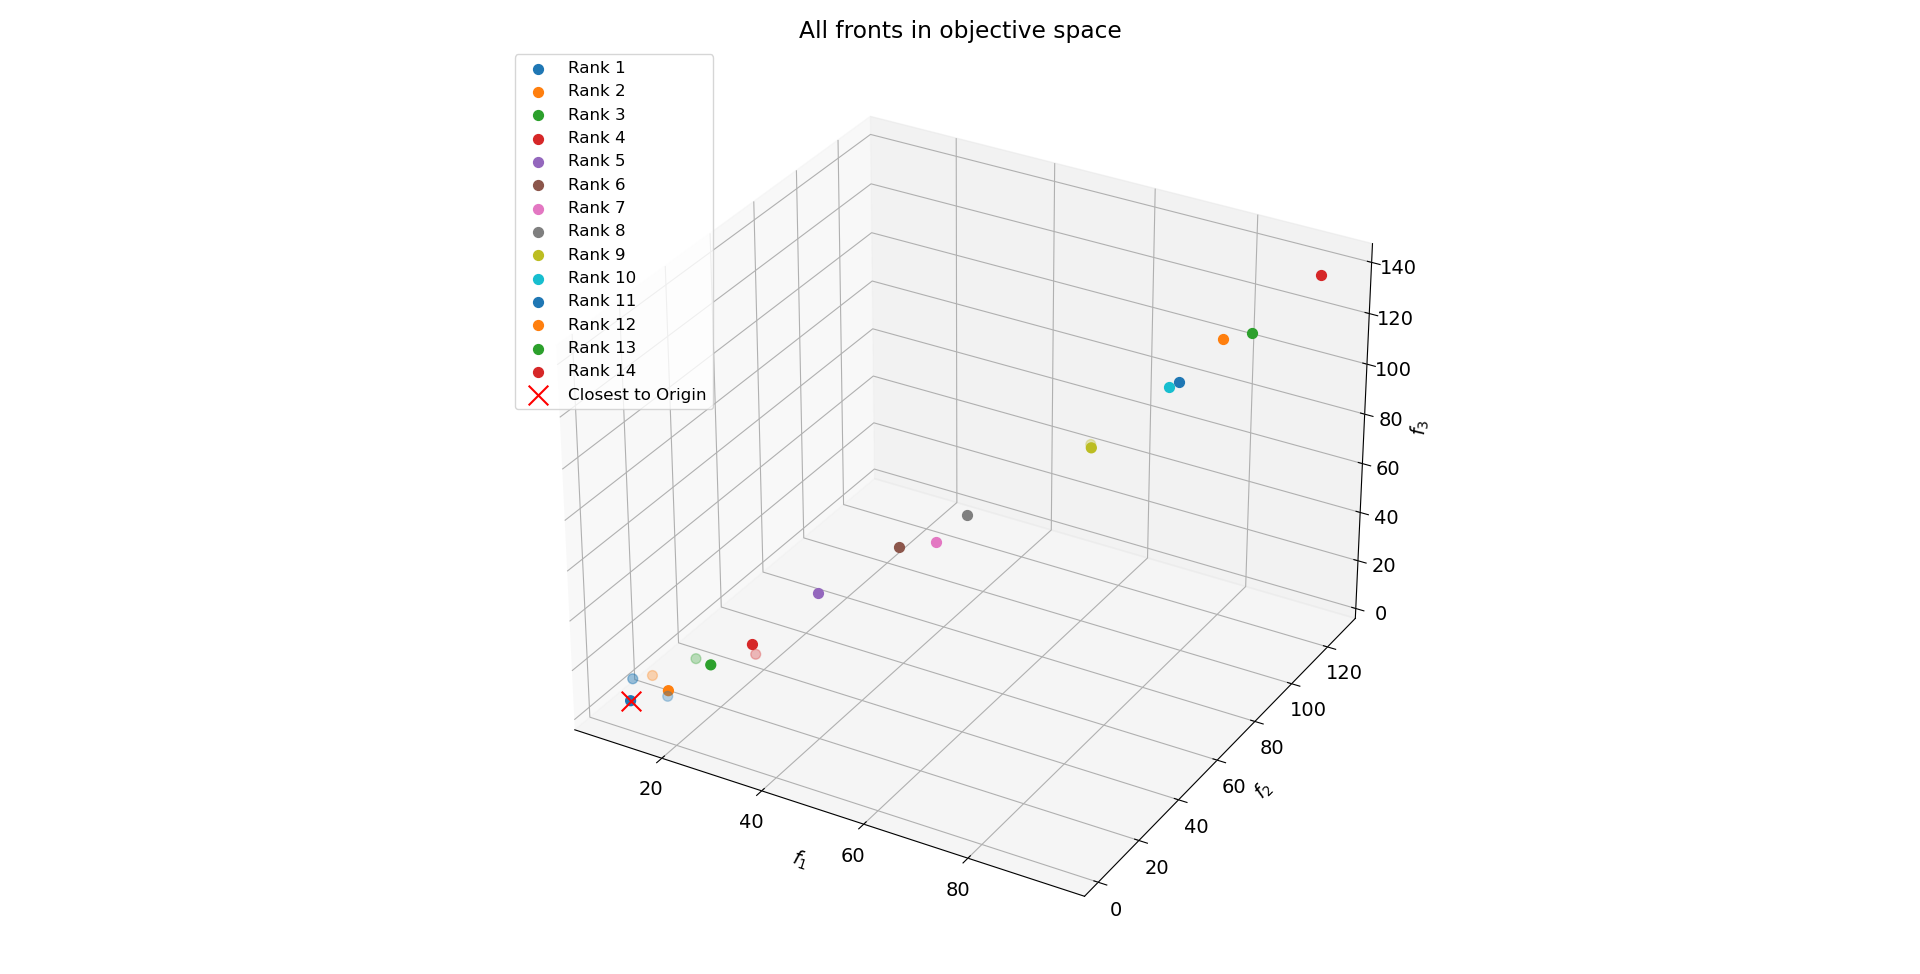 All fronts in objective space
Rank 1
Rank 2
Rank 3
Rank 4
Rank 5
Rank 6
Rank 7
Rank 8
Rank 9
Rank 10
Rank 11
Rank 12
Rank 13
Rank 14
Closest to Origin
140
120
100
80
60
40
20
0
f₃
120
100
80
60
40
20
0
f₂
20
40
60
80
f₁